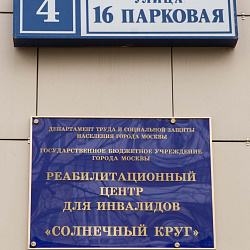 4
УЛИЦА
16 ПАРКОВАЯ
ДЕПАРТАМЕНТ ТРУДА И СОЦИАЛЬНОЙ ЗАЩИТЫ
НАСЕЛЕНИЯ ГОРОДА МОСКВЫ
ГОСУДАРСТВЕННОЕ БЮДЖЕТНОЕ УЧРЕЖДЕНИЕ
ГОРОДА МОСКВЫ
РЕАБИЛИТАЦИОННЫЙ
ЦЕНТР
ДЛЯ ИНВАЛИДОВ
«СОЛНЕЧНЫЙ КРУГ»